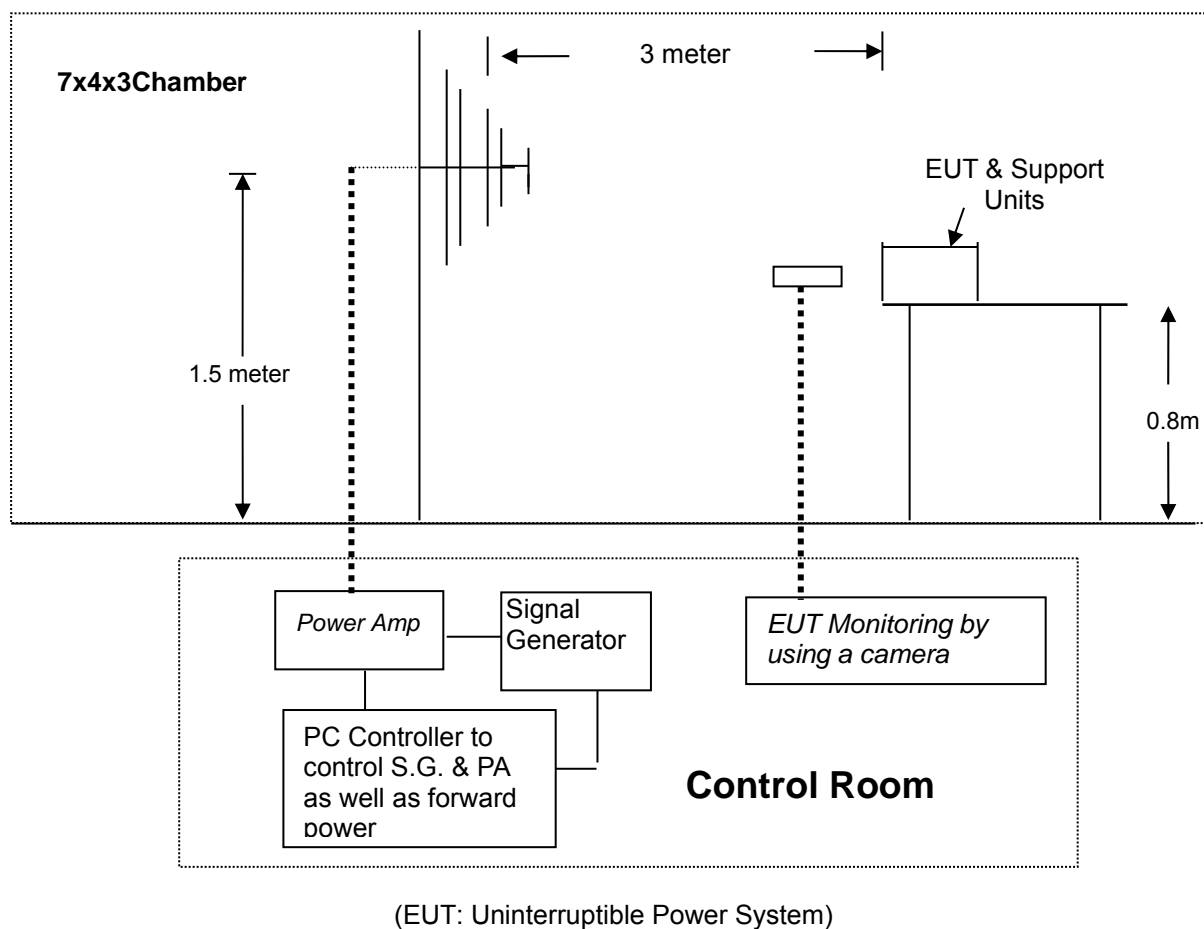 3 meter
7x4x3Chamber
EUT & Support
Units
1.5 meter
0.8m
Power Amp
Signal
Generator
EUT Monitoring by
using a camera
PC Controller to
control S.G. & PA
as well as forward
power
Control Room
(EUT: Uninterruptible Power System)